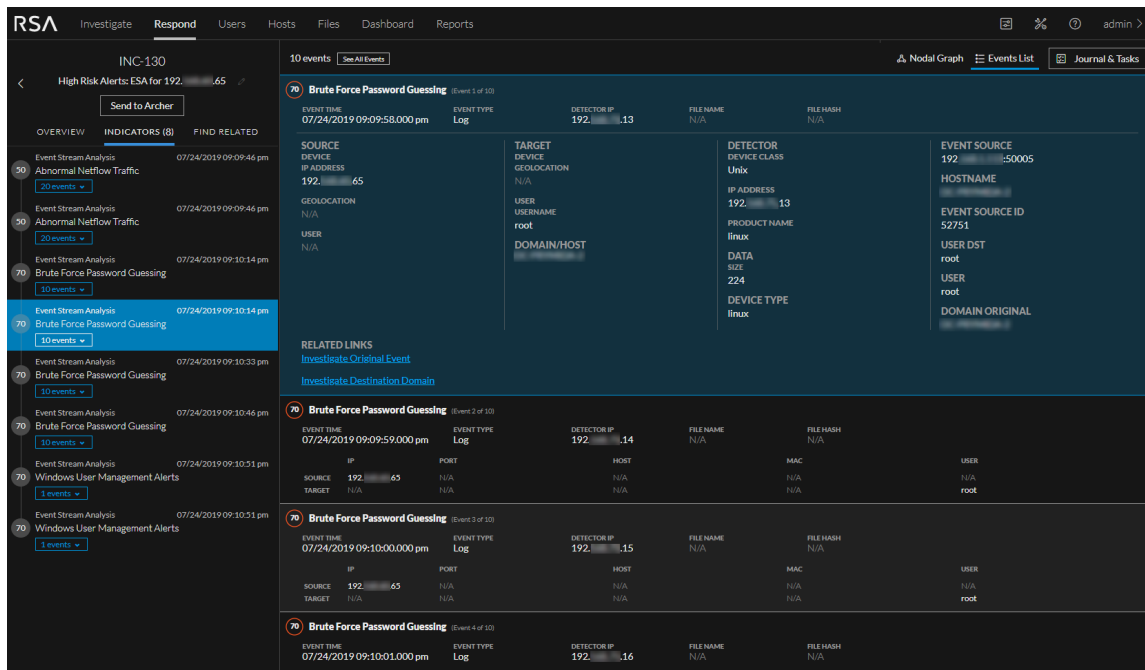 RSA Investigate Respond Users Hosts Files Dashboard Reports admin >
INC-130
High Risk Alerts: ESA for 192. .65
Send to Archer
OVERVIEW INDICATORS (8) FIND RELATED
Event Stream Analysis 07/24/2019 09:09:46 pm
50 Abnormal Netflow Traffic
20 events
Event Stream Analysis 07/24/2019 09:09:46 pm
50 Abnormal Netflow Traffic
20 events
Event Stream Analysis 07/24/2019 09:10:14 pm
70 Brute Force Password Guessing
10 events
Event Stream Analysis 07/24/2019 09:10:14 pm
70 Brute Force Password Guessing
10 events
Event Stream Analysis 07/24/2019 09:10:33 pm
70 Brute Force Password Guessing
10 events
Event Stream Analysis 07/24/2019 09:10:46 pm
70 Brute Force Password Guessing
10 events
Event Stream Analysis 07/24/2019 09:10:51 pm
70 Windows User Management Alerts
1 events
Event Stream Analysis 07/24/2019 09:10:51 pm
70 Windows User Management Alerts
1 events
10 events See All Events Nodal Graph Events List Journal & Tasks
70 Brute Force Password Guessing (Event 1 of 10)
EVENT TIME EVENT TYPE DETECTOR IP FILE NAME FILE HASH
07/24/2019 09:09:58.000 pm Log 192. .13 N/A N/A
SOURCE
DEVICE
IP ADDRESS
192. .65
GEOLOCATION
N/A
USER
N/A
TARGET
DEVICE
GEOLOCATION
N/A
USER
USERNAME
root
DOMAIN/HOST
DETECTOR
DEVICE CLASS
Unix
IP ADDRESS
192. .13
PRODUCT NAME
linux
DATA
SIZE
224
DEVICE TYPE
linux
EVENT SOURCE
192 :50005
HOSTNAME
EVENT SOURCE ID
52751
USER DST
root
USER
root
DOMAIN ORIGINAL
RELATED LINKS
Investigate Original Event
Investigate Destination Domain
70 Brute Force Password Guessing (Event 2 of 10)
EVENT TIME EVENT TYPE DETECTOR IP FILE NAME FILE HASH
07/24/2019 09:09:59.000 pm Log 192. .14 N/A N/A
IP PORT HOST MAC USER
SOURCE 192. .65 N/A N/A N/A N/A
TARGET N/A N/A N/A N/A root
70 Brute Force Password Guessing (Event 3 of 10)
EVENT TIME EVENT TYPE DETECTOR IP FILE NAME FILE HASH
07/24/2019 09:10:00.000 pm Log 192. .15 N/A N/A
IP PORT HOST MAC USER
SOURCE 192. .65 N/A N/A N/A N/A
TARGET N/A N/A N/A N/A root
70 Brute Force Password Guessing (Event 4 of 10)
EVENT TIME EVENT TYPE DETECTOR IP FILE NAME FILE HASH
07/24/2019 09:10:01.000 pm Log 192. .16 N/A N/A